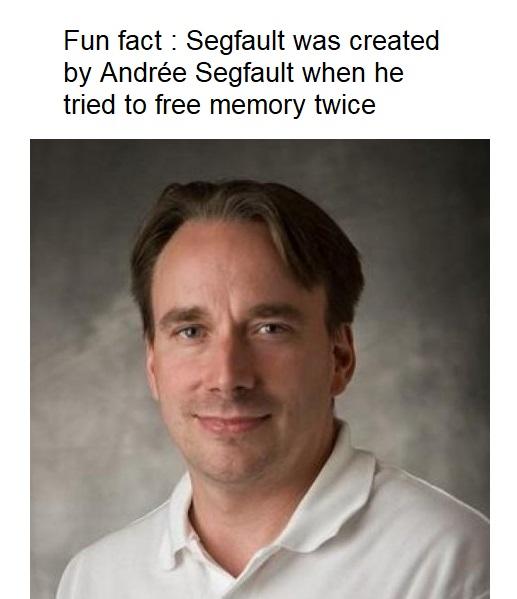 Fun fact : Segfault was created
by Andrée Segfault when he
tried to free memory twice